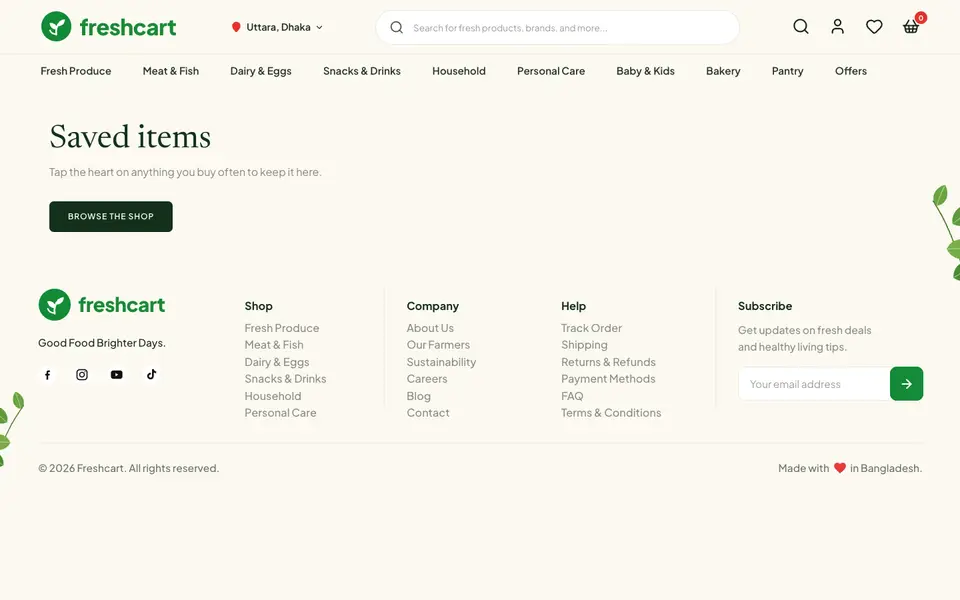 freshcart
Uttara, Dhaka
Search for fresh products, brands, and more...
0
Fresh Produce
Meat & Fish
Dairy & Eggs
Snacks & Drinks
Household
Personal Care
Baby & Kids
Bakery
Pantry
Offers
Saved items
Tap the heart on anything you buy often to keep it here.
BROWSE THE SHOP
freshcart
Good Food Brighter Days.
Shop
Fresh Produce
Meat & Fish
Dairy & Eggs
Snacks & Drinks
Household
Personal Care
Company
About Us
Our Farmers
Sustainability
Careers
Blog
Contact
Help
Track Order
Shipping
Returns & Refunds
Payment Methods
FAQ
Terms & Conditions
Subscribe
Get updates on fresh deals
and healthy living tips.
Your email address
© 2026 Freshcart. All rights reserved.
Made with ❤ in Bangladesh.